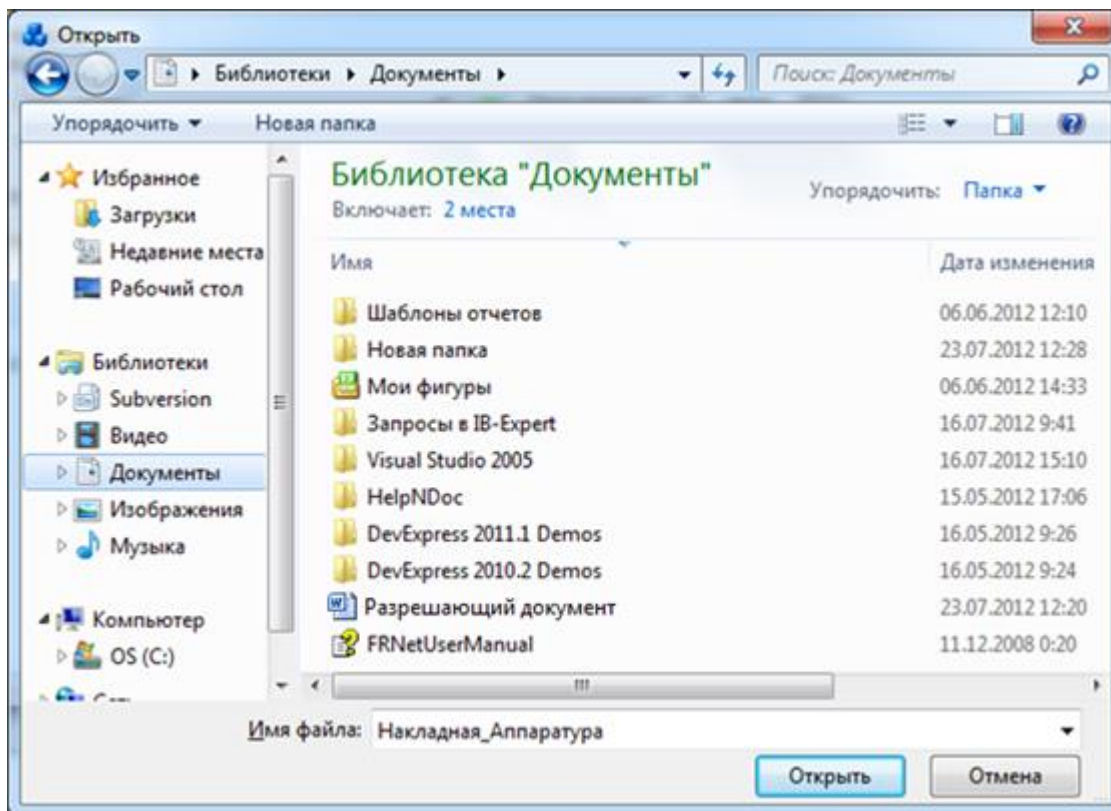 Открыть
Библиотеки Документы
Поиск: Документы
Упорядочить Новая папка
Избранное
Загрузки
Недавние места
Рабочий стол
Библиотеки
Subversion
Видео
Документы
Изображения
Музыка
Компьютер
OS (C:)
Библиотека "Документы"
Включает: 2 места
Упорядочить: Папка
Имя Дата изменения
Шаблоны отчетов 06.06.2012 12:10
Новая папка 23.07.2012 12:28
Мои фигуры 06.06.2012 14:33
Запросы в IB-Expert 16.07.2012 9:41
Visual Studio 2005 16.07.2012 15:10
HelpNDoc 15.05.2012 17:06
DevExpress 2011.1 Demos 16.05.2012 9:26
DevExpress 2010.2 Demos 16.05.2012 9:24
Разрешающий документ 23.07.2012 12:20
FRNetUserManual 11.12.2008 0:20
Имя файла: Накладная_Аппаратура
Открыть Отмена